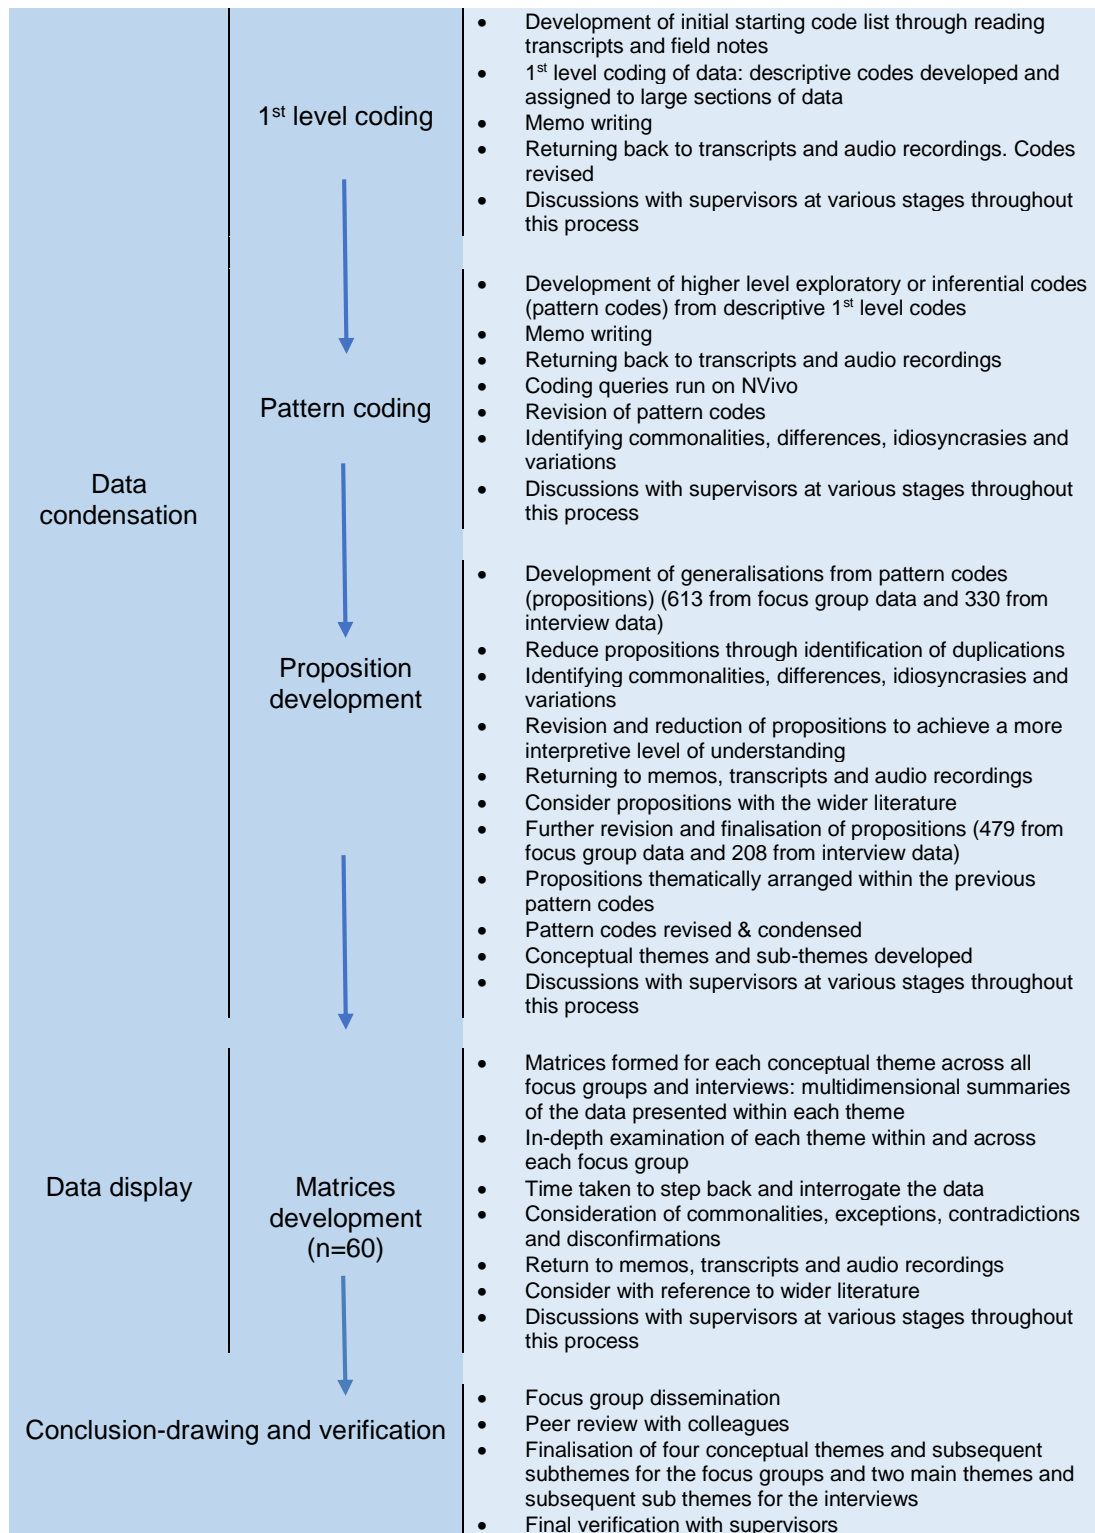 1st level coding
• Development of initial starting code list through reading
transcripts and field notes
• 1st level coding of data: descriptive codes developed and
assigned to large sections of data
• Memo writing
• Returning back to transcripts and audio recordings. Codes
revised
• Discussions with supervisors at various stages throughout
this process
Data
condensation
Pattern coding
• Development of higher level exploratory or inferential codes
(pattern codes) from descriptive 1st level codes
• Memo writing
• Returning back to transcripts and audio recordings
• Coding queries run on NVivo
• Revision of pattern codes
• Identifying commonalities, differences, idiosyncrasies and
variations
• Discussions with supervisors at various stages throughout
this process
Proposition
development
• Development of generalisations from pattern codes
(propositions) (613 from focus group data and 330 from
interview data)
• Reduce propositions through identification of duplications
• Identifying commonalities, differences, idiosyncrasies and
variations
• Revision and reduction of propositions to achieve a more
interpretive level of understanding
• Returning to memos, transcripts and audio recordings
• Consider propositions with the wider literature
• Further revision and finalisation of propositions (479 from
focus group data and 208 from interview data)
• Propositions thematically arranged within the previous
pattern codes
• Pattern codes revised & condensed
• Conceptual themes and sub-themes developed
• Discussions with supervisors at various stages throughout
this process
Data display
Matrices
development
(n=60)
• Matrices formed for each conceptual theme across all
focus groups and interviews: multidimensional summaries
of the data presented within each theme
• In-depth examination of each theme within and across
each focus group
• Time taken to step back and interrogate the data
• Consideration of commonalities, exceptions, contradictions
and disconfirmations
• Return to memos, transcripts and audio recordings
• Consider with reference to wider literature
• Discussions with supervisors at various stages throughout
this process
Conclusion-drawing and verification
• Focus group dissemination
• Peer review with colleagues
• Finalisation of four conceptual themes and subsequent
subthemes for the focus groups and two main themes and
subsequent sub themes for the interviews
• Final verification with supervisors